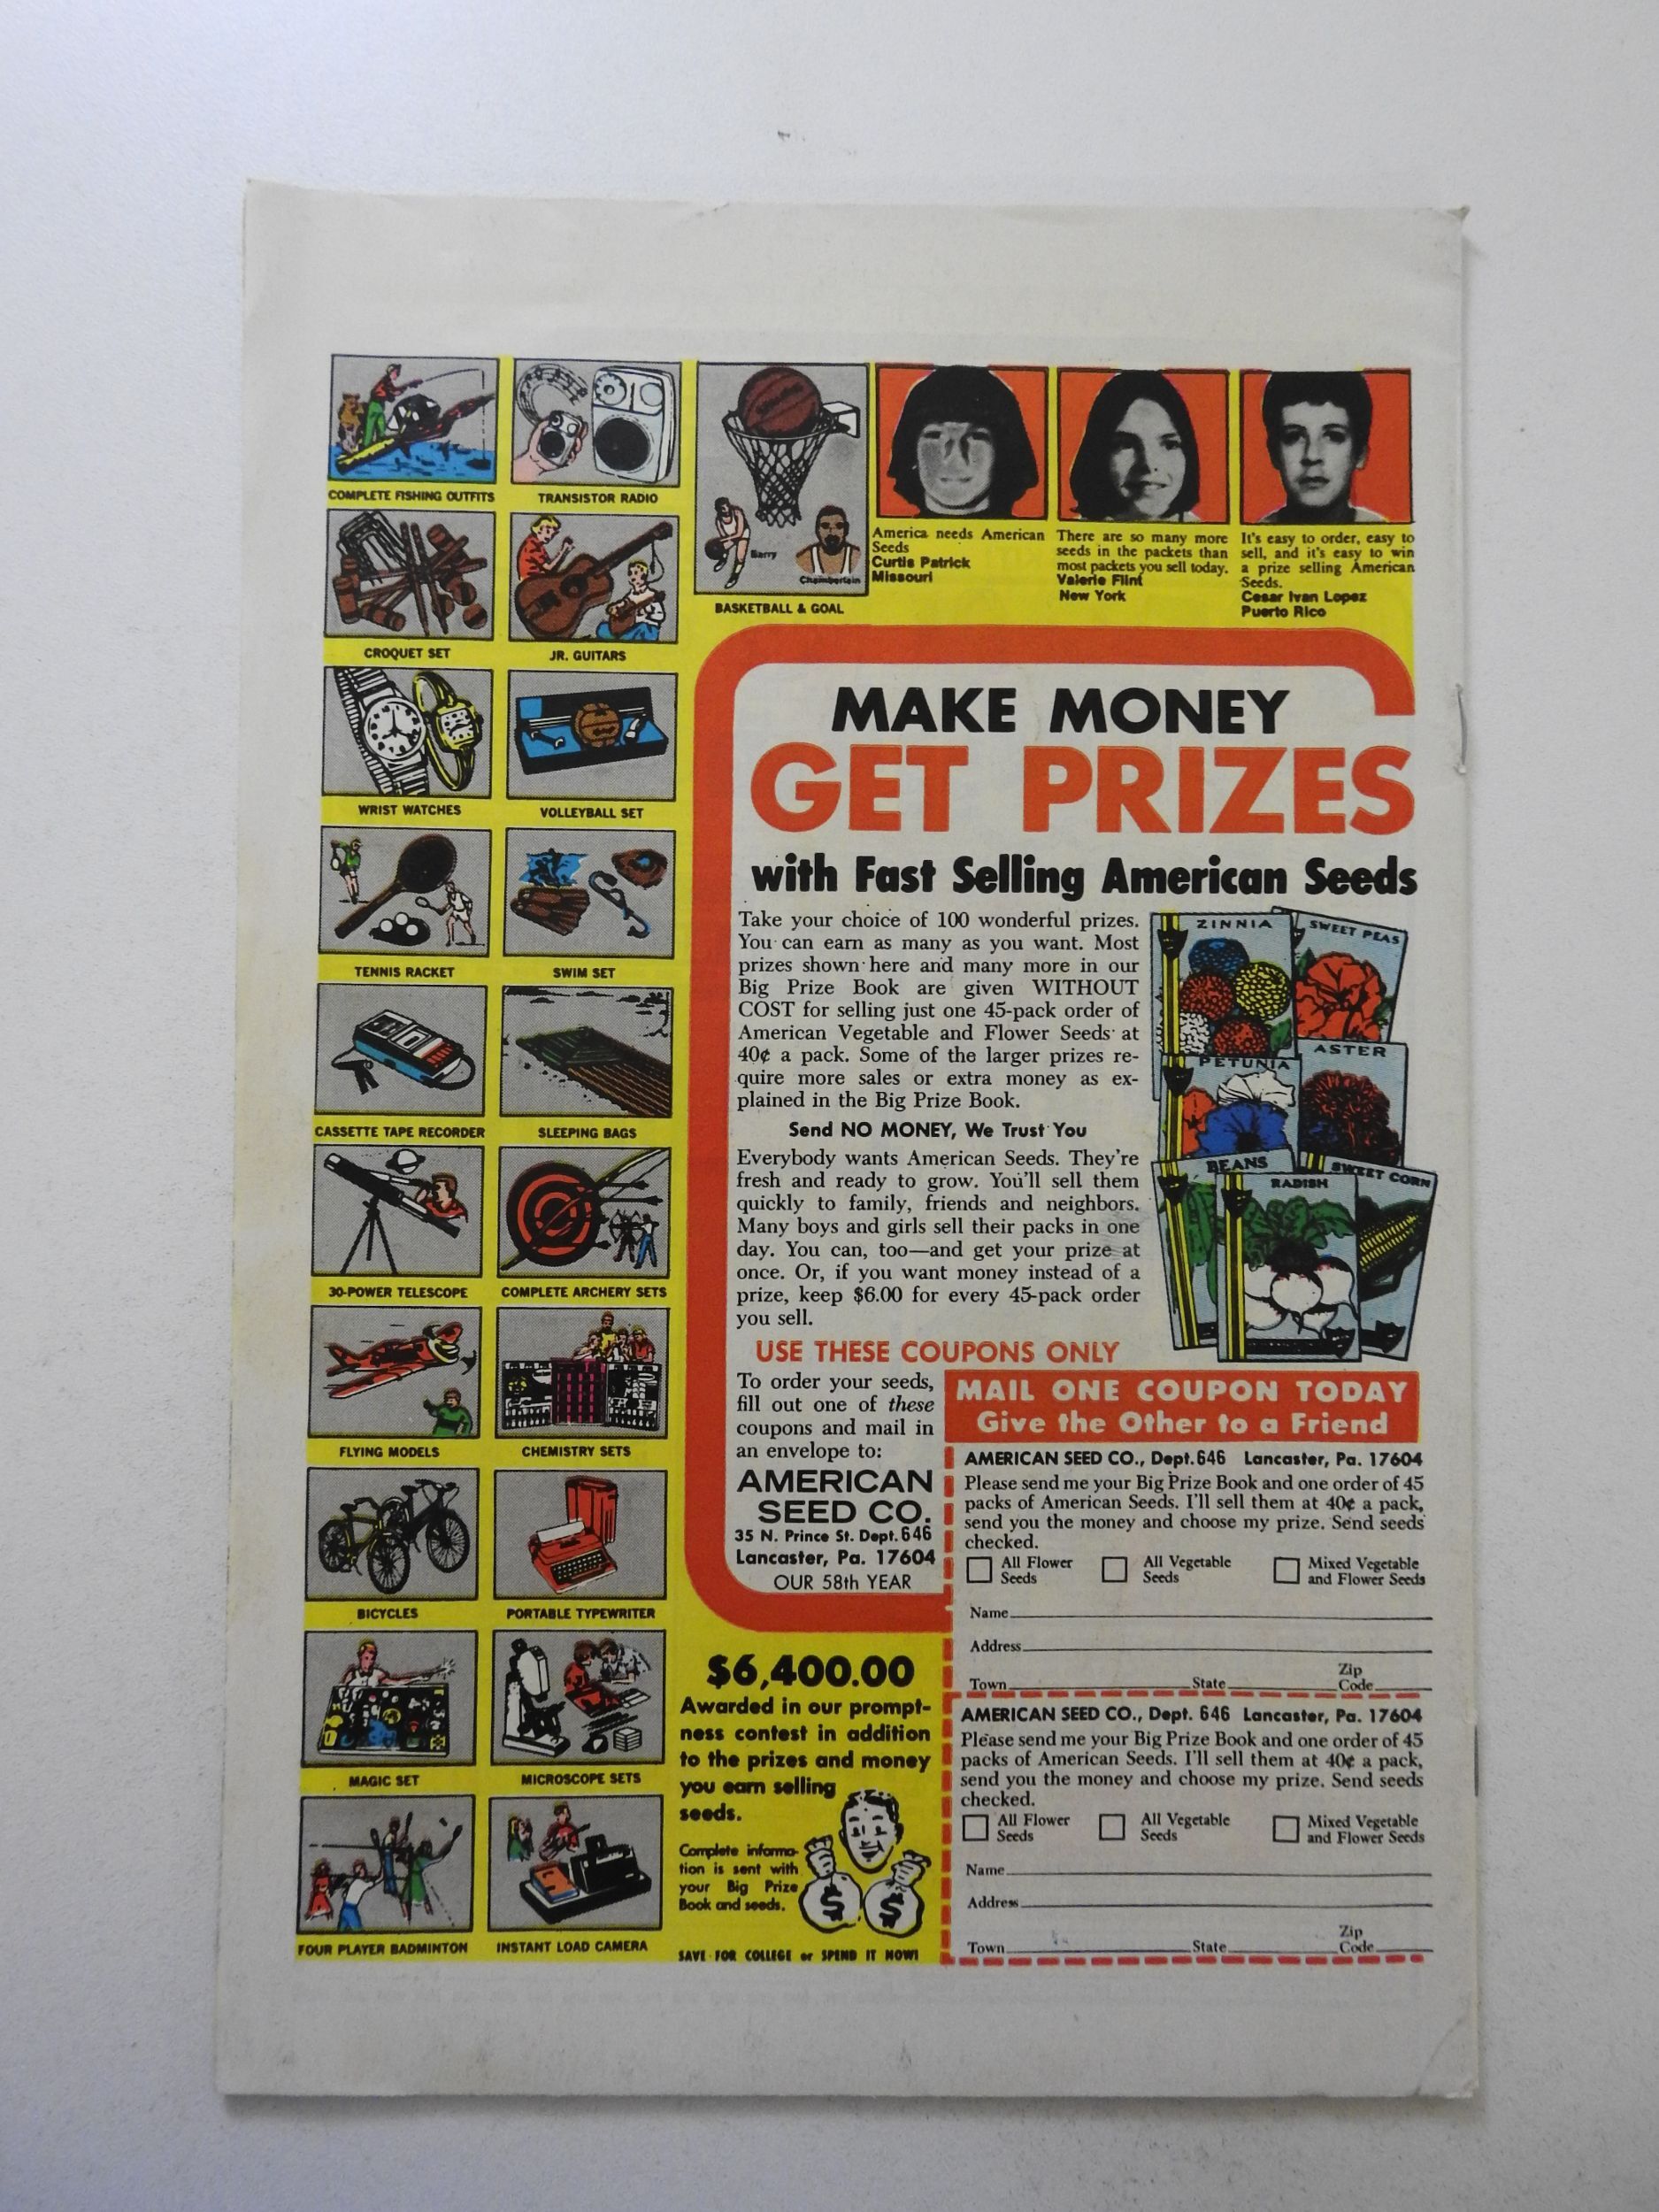 COMPLETE FISHING OUTFITS
TRANSISTOR RADIO
CROQUET SET
JR. GUITARS
WRIST WATCHES
VOLLEYBALL SET
TENNIS RACKET
SWIM SET
CASSETTE TAPE RECORDER
SLEEPING BAGS
30-POWER TELESCOPE
COMPLETE ARCHERY SETS
FLYING MODELS
CHEMISTRY SETS
BICYCLES
PORTABLE TYPEWRITER
MAGIC SET
MICROSCOPE SETS
FOUR PLAYER BADMINTON
INSTANT LOAD CAMERA
Barry
Chamberlain
BASKETBALL & GOAL
America needs American
Seeds
Curtis Patrick
Missouri
There are so many more
seeds in the packets than
most packets you sell today.
Valerie Flint
New York
It's easy to order, easy to
sell, and it's easy to win
a prize selling American
Seeds.
Cesar Ivan Lopez
Puerto Rico
MAKE MONEY
GET PRIZES
with Fast Selling American Seeds
Take your choice of 100 wonderful prizes.
You can earn as many as you want. Most
prizes shown here and many more in our
Big Prize Book are given WITHOUT
COST for selling just one 45-pack order of
American Vegetable and Flower Seeds at
40¢ a pack. Some of the larger prizes re-
quire more sales or extra money as ex-
plained in the Big Prize Book.
Send NO MONEY, We Trust You
Everybody wants American Seeds. They're
fresh and ready to grow. You'll sell them
quickly to family, friends and neighbors.
Many boys and girls sell their packs in one
day. You can, too—and get your prize at
once. Or, if you want money instead of a
prize, keep $6.00 for every 45-pack order
you sell.
ZINNIA
SWEET PEAS
PETUNIA
ASTER
BEANS
RADISH
SWEET CORN
USE THESE COUPONS ONLY
To order your seeds,
fill out one of these
coupons and mail in
an envelope to:
AMERICAN
SEED CO.
35 N. Prince St. Dept. 646
Lancaster, Pa. 17604
OUR 58th YEAR
MAIL ONE COUPON TODAY
Give the Other to a Friend
AMERICAN SEED CO., Dept. 646 Lancaster, Pa. 17604
Please send me your Big Prize Book and one order of 45
packs of American Seeds. I'll sell them at 40¢ a pack,
send you the money and choose my prize. Send seeds
checked.
All Flower
Seeds
All Vegetable
Seeds
Mixed Vegetable
and Flower Seeds
Name
Address
Town State Zip
Code
AMERICAN SEED CO., Dept. 646 Lancaster, Pa. 17604
Please send me your Big Prize Book and one order of 45
packs of American Seeds. I'll sell them at 40¢ a pack,
send you the money and choose my prize. Send seeds
checked.
All Flower
Seeds
All Vegetable
Seeds
Mixed Vegetable
and Flower Seeds
Name
Address
Town State Zip
Code
$6,400.00
Awarded in our prompt-
ness contest in addition
to the prizes and money
you earn selling
seeds.
Complete informa-
tion is sent with
your Big Prize
Book and seeds.
$ $
SAVE FOR COLLEGE or SPEND IT NOW!